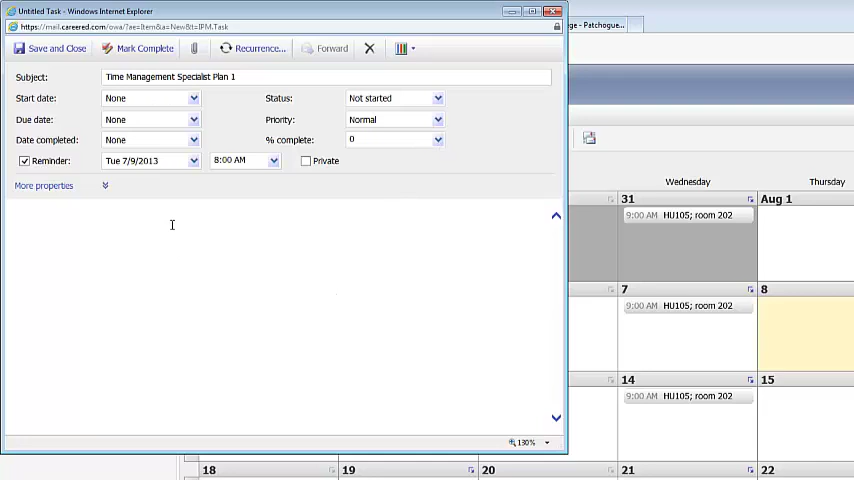 Untitled Task - Windows Internet Explorer
https://mail.careered.com/owa/?ae=Item&a=New&t=IPM.Task
ge - Patchogue...
Save and Close Mark Complete Recurrence... Forward
Subject: Time Management Specialist Plan 1
Start date: None Status: Not started
Due date: None Priority: Normal
Date completed: None % complete: 0
Reminder: Tue 7/9/2013 8:00 AM Private
More properties
Wednesday Thursday
31 Aug 1
9:00 AM HU105; room 202
7 8
9:00 AM HU105; room 202
14 15
9:00 AM HU105; room 202
130%
18 19 20 21 22